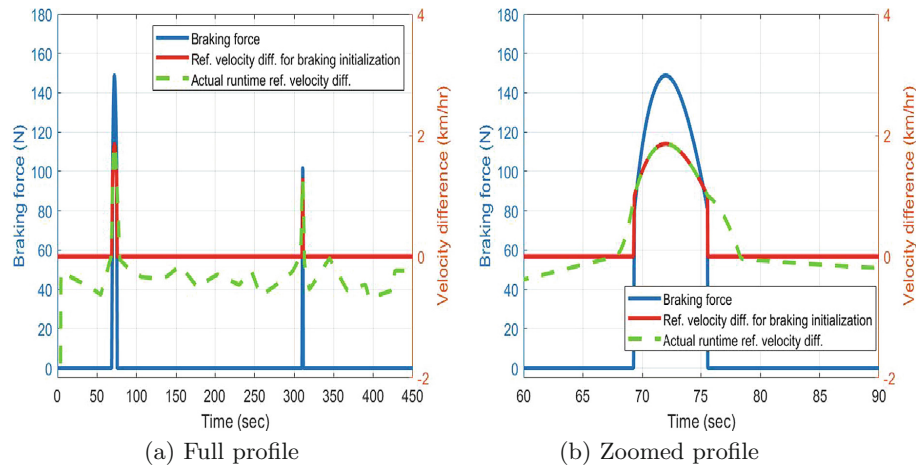 180
160
140
120
100
80
60
40
20
0
Braking force (N)
4
2
0
-2
Velocity difference (km/hr)
Braking force
Ref. velocity diff. for braking initialization
Actual runtime ref. velocity diff.
0 50 100 150 200 250 300 350 400 450
Time (sec)
(a) Full profile
180
160
140
120
100
80
60
40
20
0
Braking force (N)
4
2
0
-2
Velocity difference (km/hr)
Braking force
Ref. velocity diff. for braking initialization
Actual runtime ref. velocity diff.
60 65 70 75 80 85 90
Time (sec)
(b) Zoomed profile